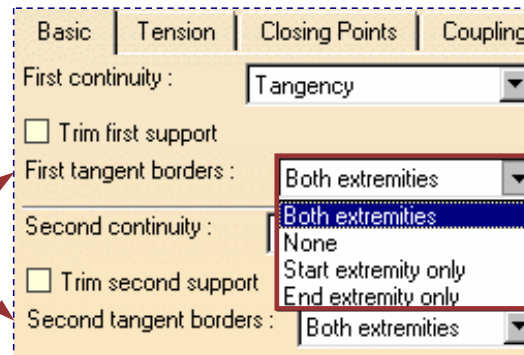 Basic Tension Closing Points Coupling
First continuity : Tangency
Trim first support
First tangent borders : Both extremities
Both extremities
Second continuity :
None
Trim second support
Start extremity only
End extremity only
Second tangent borders : Both extremities